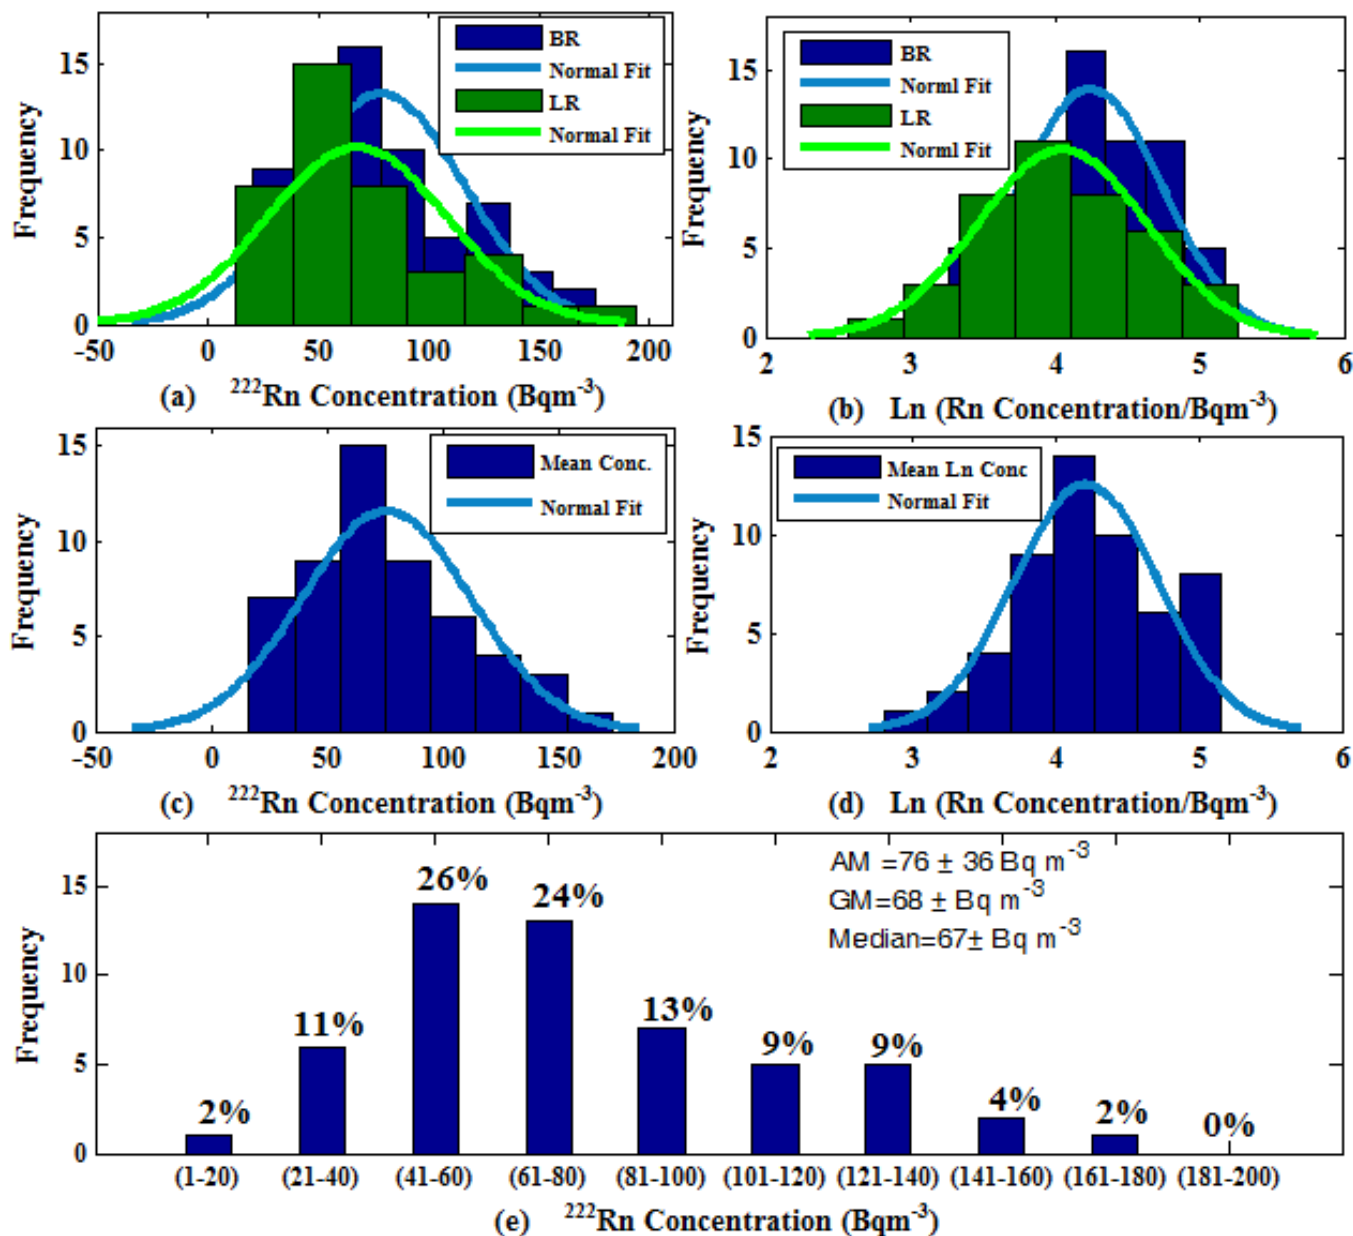 15
10
5
0
Frequency
BR
Normal Fit
LR
Normal Fit
-50 0 50 100 150 200
(a) ²²²Rn Concentration (Bqm⁻³)
15
10
5
0
Frequency
BR
Norml Fit
LR
Norml Fit
2 3 4 5 6
(b) Ln (Rn Concentration/Bqm⁻³)
15
10
5
0
Frequency
Mean Conc.
Normal Fit
-50 0 50 100 150 200
(c) ²²²Rn Concentration (Bqm⁻³)
15
10
5
0
Frequency
Mean Ln Conc
Normal Fit
2 3 4 5 6
(d) Ln (Rn Concentration/Bqm⁻³)
15
10
5
0
Frequency
AM =76 ± 36 Bq m⁻³
GM=68 ± Bq m⁻³
Median=67± Bq m⁻³
2% 11% 26% 24% 13% 9% 9% 4% 2% 0%
(1-20) (21-40) (41-60) (61-80) (81-100) (101-120) (121-140) (141-160) (161-180) (181-200)
(e) ²²²Rn Concentration (Bqm⁻³)